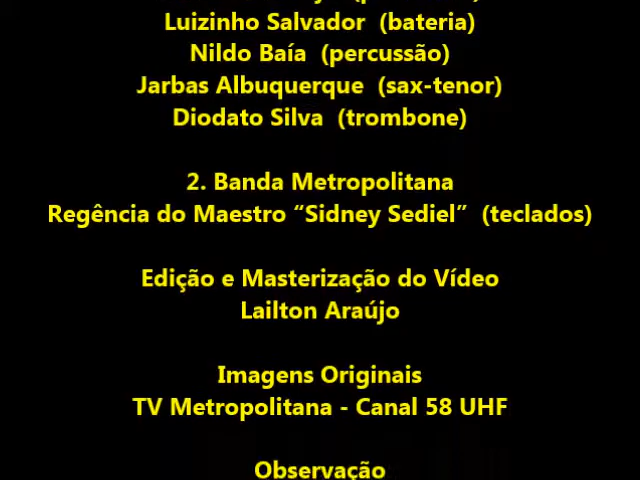 Luizinho Salvador (bateria)
Nildo Baía (percussão)
Jarbas Albuquerque (sax-tenor)
Diodato Silva (trombone)
2. Banda Metropolitana
Regência do Maestro “Sidney Sediel” (teclados)
Edição e Masterização do Vídeo
Lailton Araújo
Imagens Originais
TV Metropolitana - Canal 58 UHF
Observação